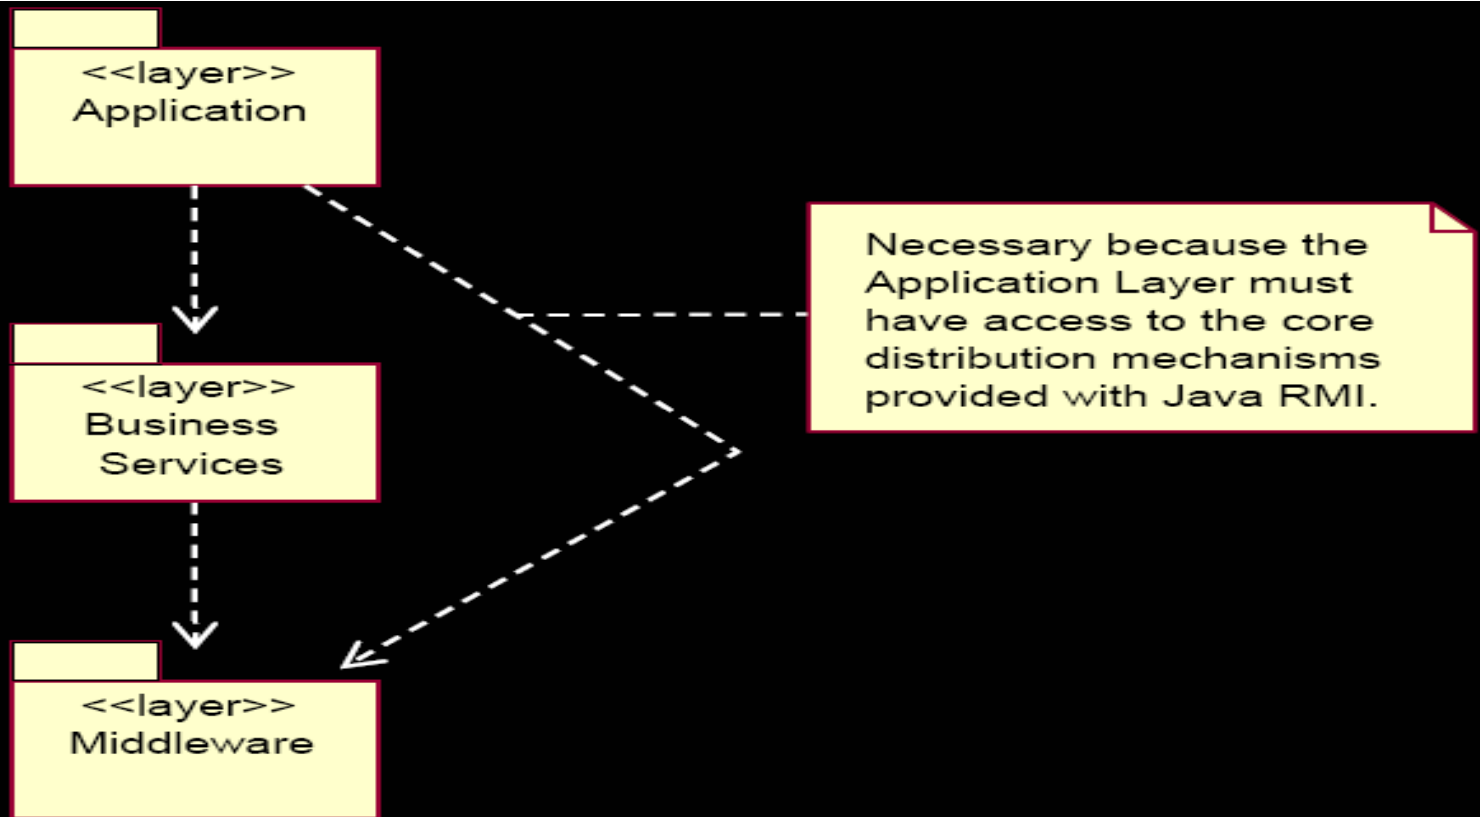 <<layer>>
Application
Necessary because the
Application Layer must
have access to the core
distribution mechanisms
provided with Java RMI.
<<layer>>
Business
Services
<<layer>>
Middleware